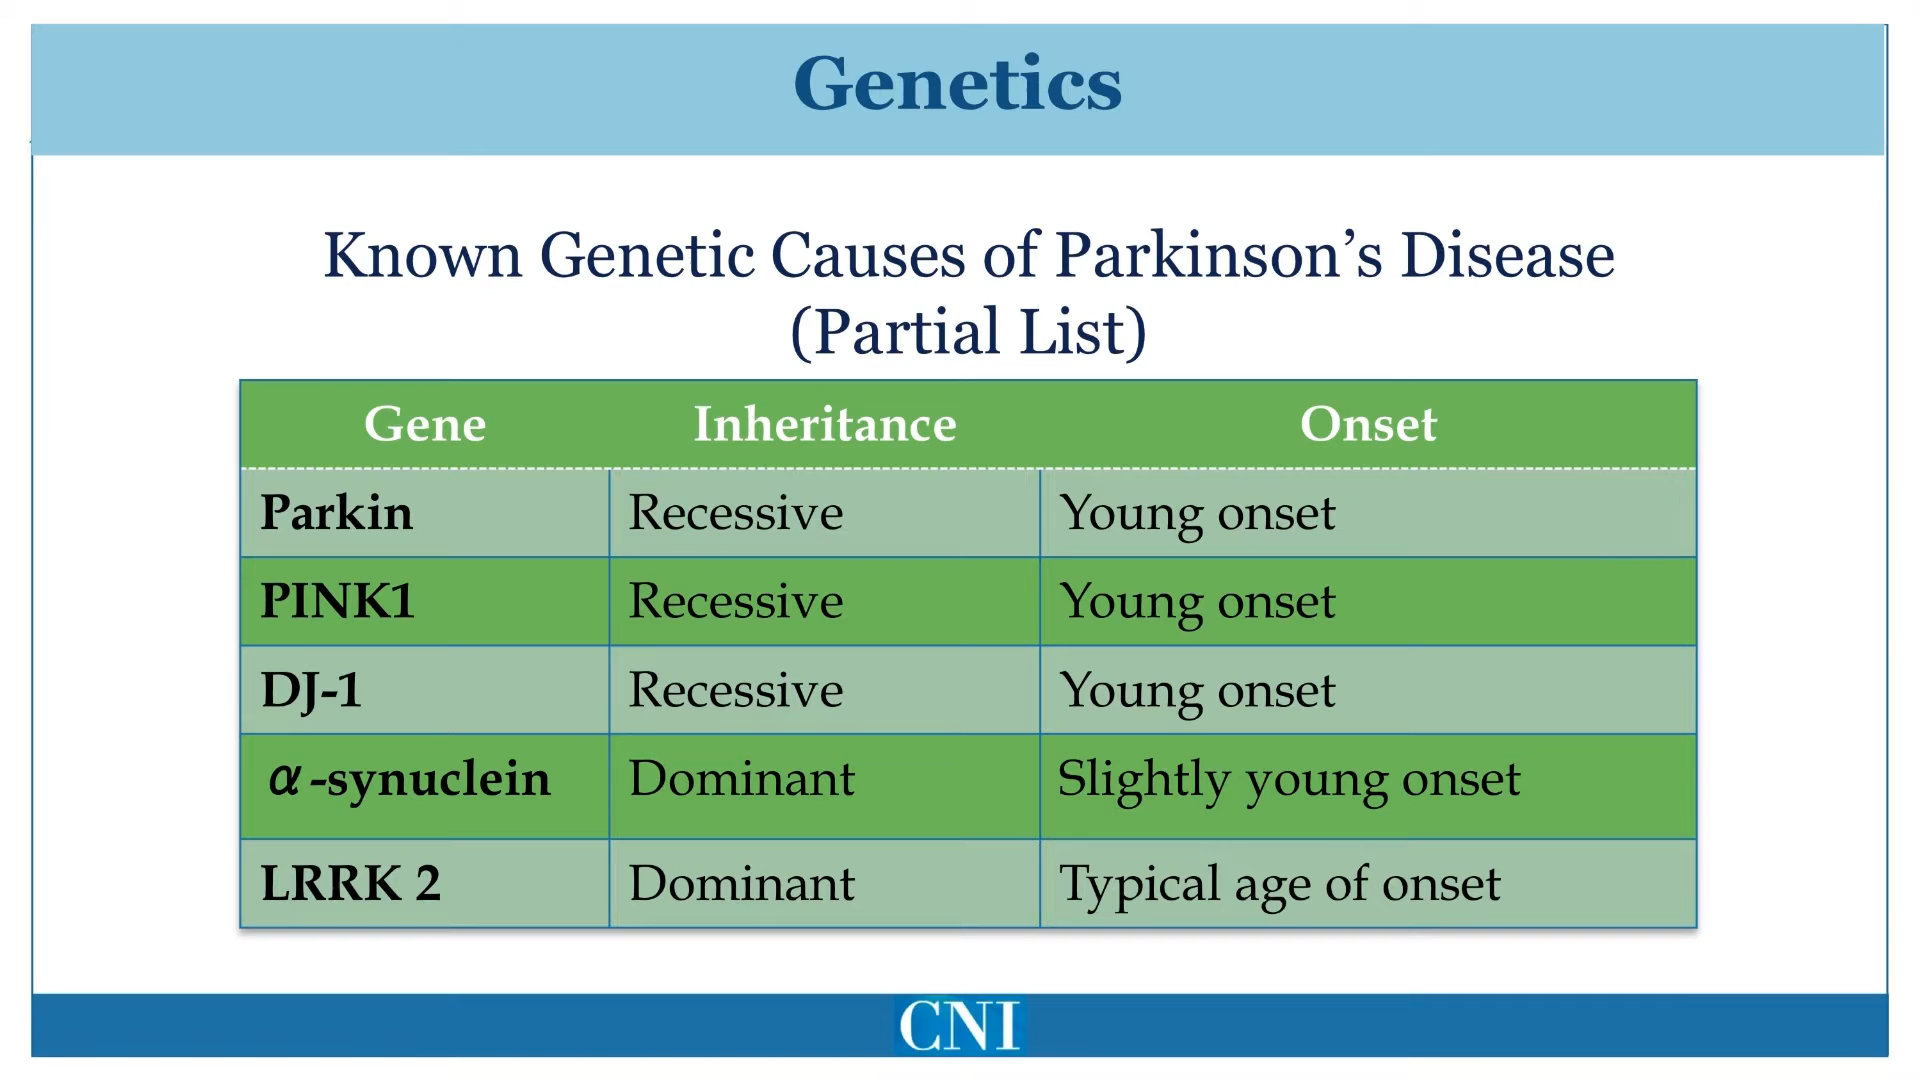 Genetics
Known Genetic Causes of Parkinson’s Disease
(Partial List)
Gene Inheritance Onset
Parkin Recessive Young onset
PINK1 Recessive Young onset
DJ-1 Recessive Young onset
α-synuclein Dominant Slightly young onset
LRRK 2 Dominant Typical age of onset
CNI